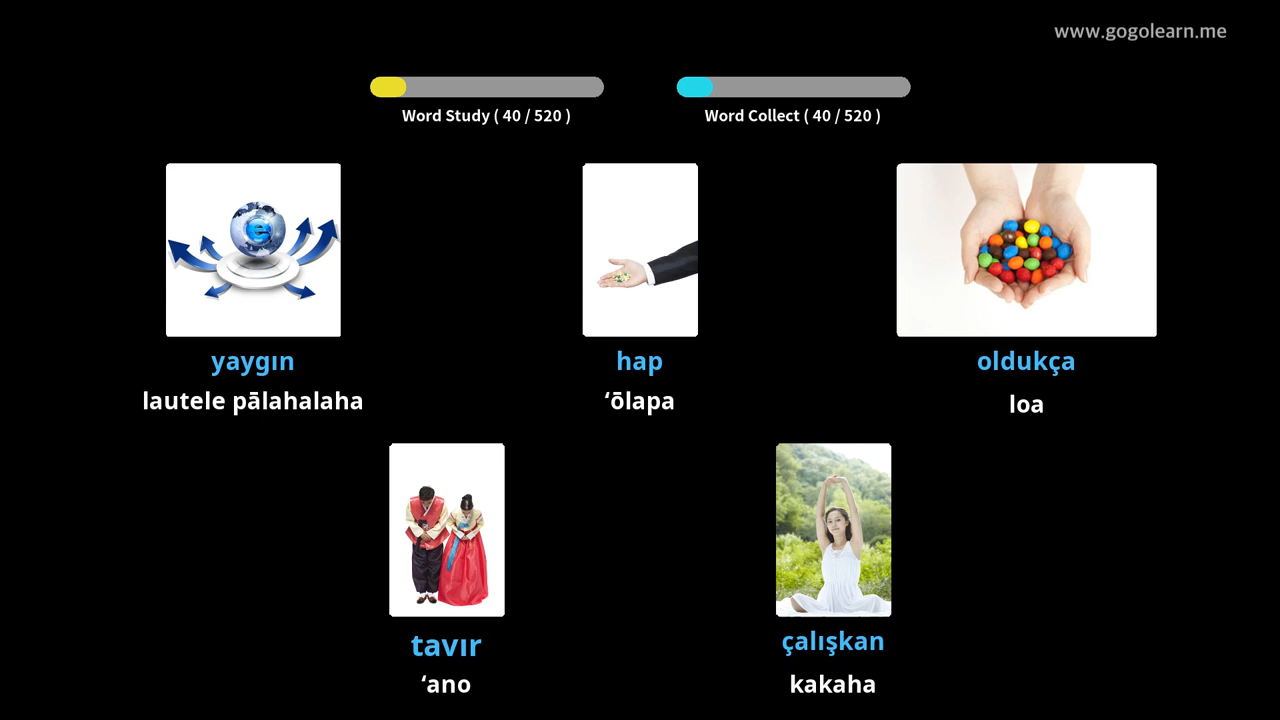 www.gogolearn.me
Word Study ( 40 / 520 )
Word Collect ( 40 / 520 )
yaygın
lautele pālahalaha
hap
ʻōlapa
oldukça
loa
tavır
ʻano
çalışkan
kakaha